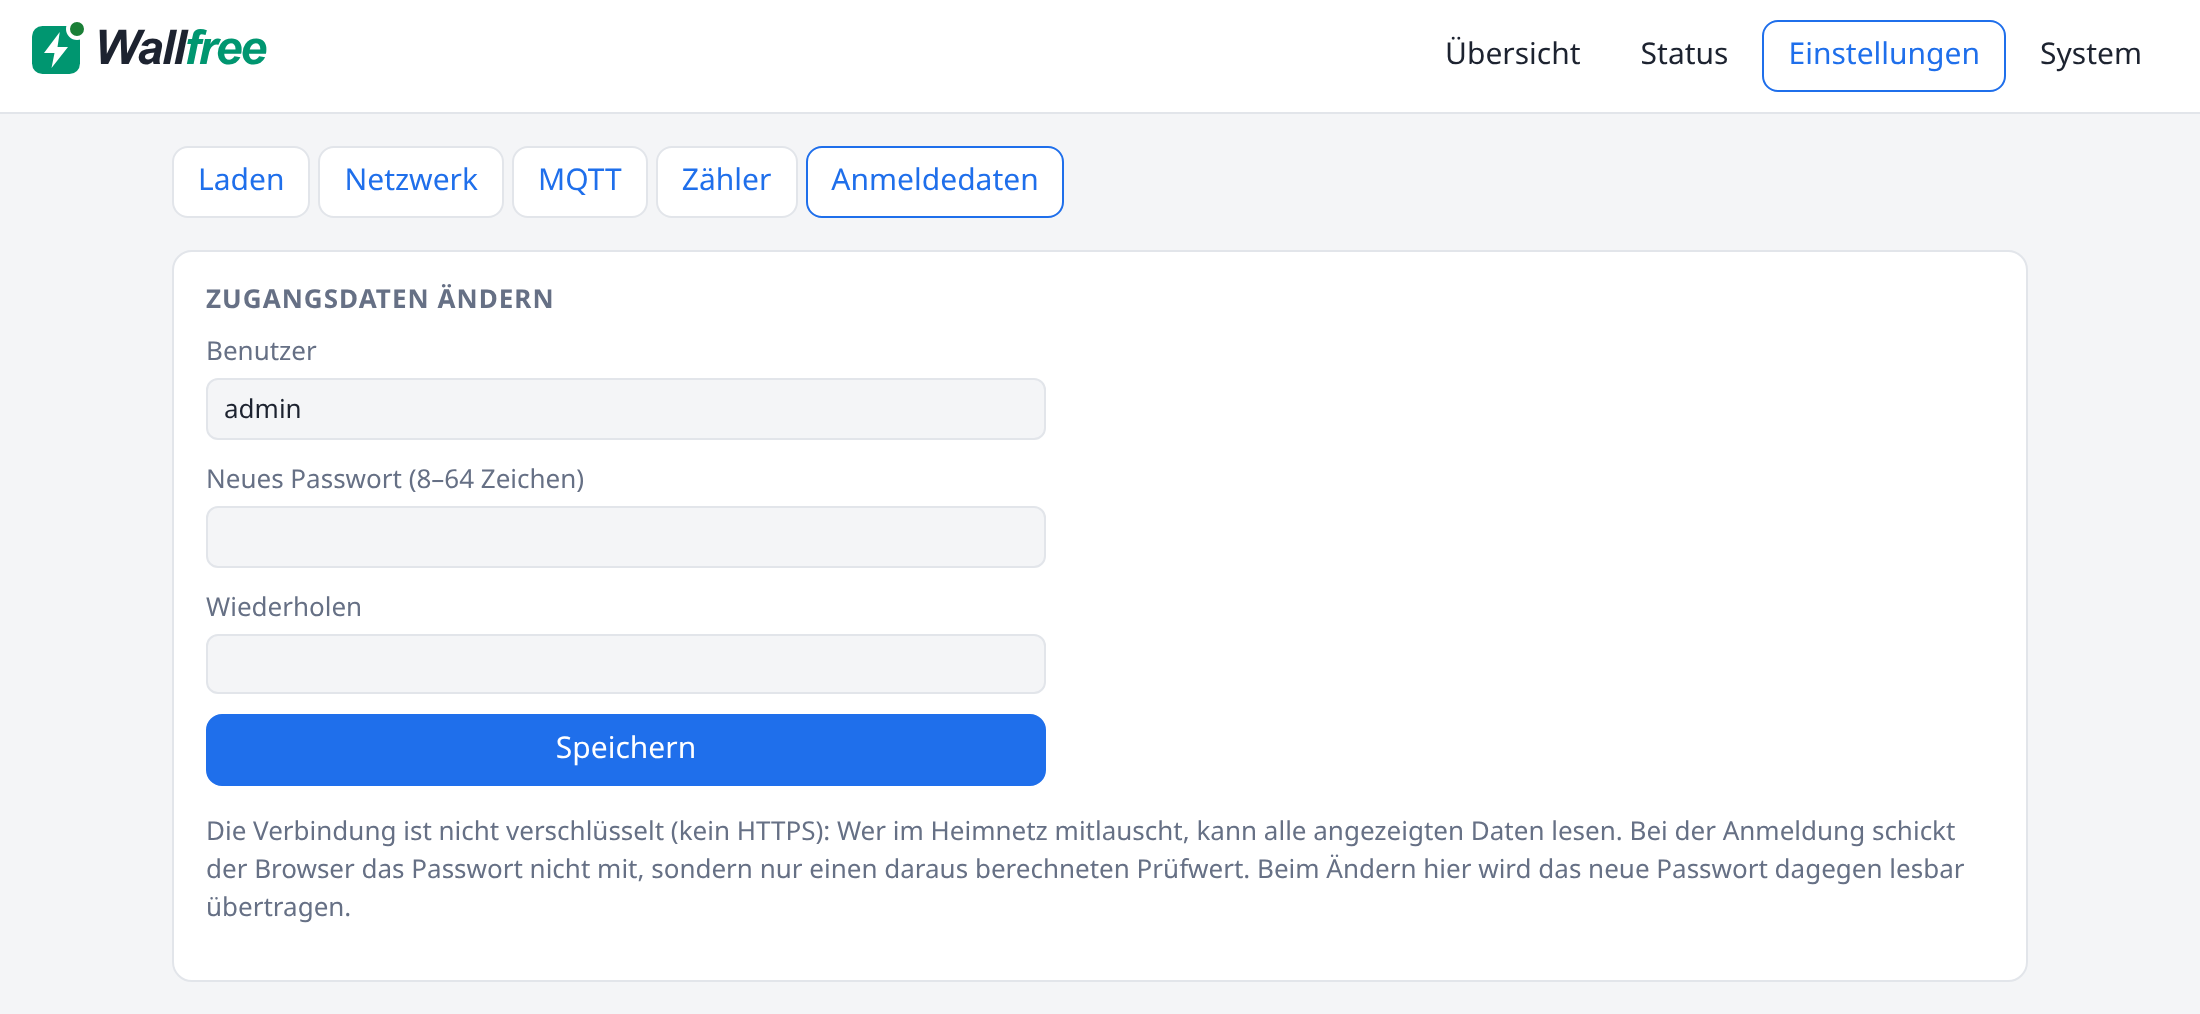 Wallfree
Übersicht
Status
Einstellungen
System
Laden
Netzwerk
MQTT
Zähler
Anmeldedaten
ZUGANGSDATEN ÄNDERN
Benutzer
admin
Neues Passwort (8–64 Zeichen)
Wiederholen
Speichern
Die Verbindung ist nicht verschlüsselt (kein HTTPS): Wer im Heimnetz mitlauscht, kann alle angezeigten Daten lesen. Bei der Anmeldung schickt
der Browser das Passwort nicht mit, sondern nur einen daraus berechneten Prüfwert. Beim Ändern hier wird das neue Passwort dagegen lesbar
übertragen.